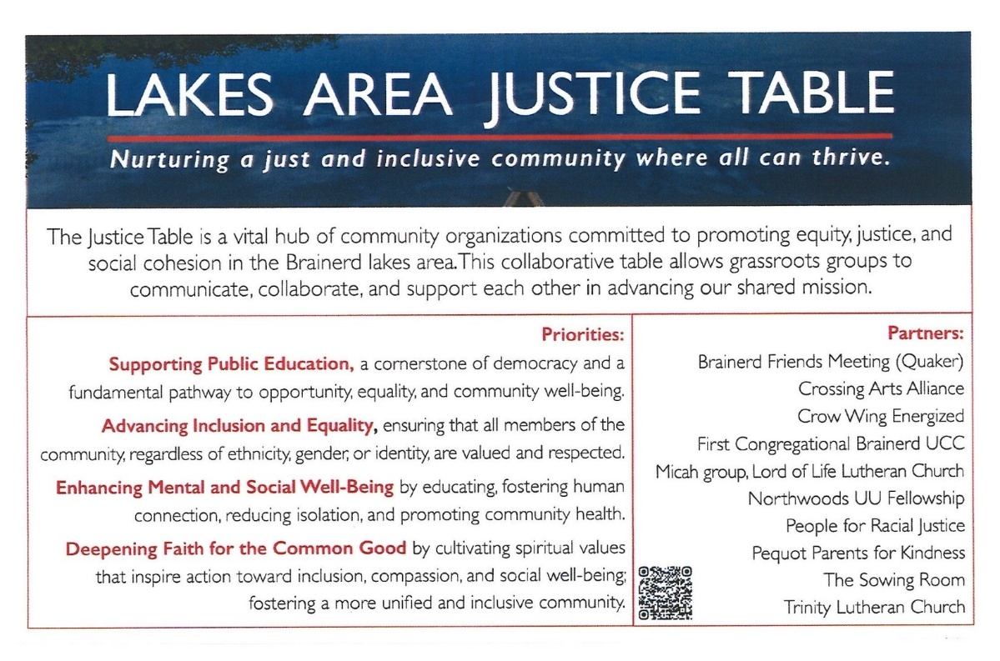 LAKES AREA JUSTICE TABLE
Nurturing a just and inclusive community where all can thrive.
The Justice Table is a vital hub of community organizations committed to promoting equity, justice, and
social cohesion in the Brainerd lakes area. This collaborative table allows grassroots groups to
communicate, collaborate, and support each other in advancing our shared mission.
Priorities:
Supporting Public Education, a cornerstone of democracy and a
fundamental pathway to opportunity, equality, and community well-being.
Advancing Inclusion and Equality, ensuring that all members of the
community, regardless of ethnicity, gender, or identity, are valued and respected.
Enhancing Mental and Social Well-Being by educating, fostering human
connection, reducing isolation, and promoting community health.
Deepening Faith for the Common Good by cultivating spiritual values
that inspire action toward inclusion, compassion, and social well-being;
fostering a more unified and inclusive community.
Partners:
Brainerd Friends Meeting (Quaker)
Crossing Arts Alliance
Crow Wing Energized
First Congregational Brainerd UCC
Micah group, Lord of Life Lutheran Church
Northwoods UU Fellowship
People for Racial Justice
Pequot Parents for Kindness
The Sowing Room
Trinity Lutheran Church